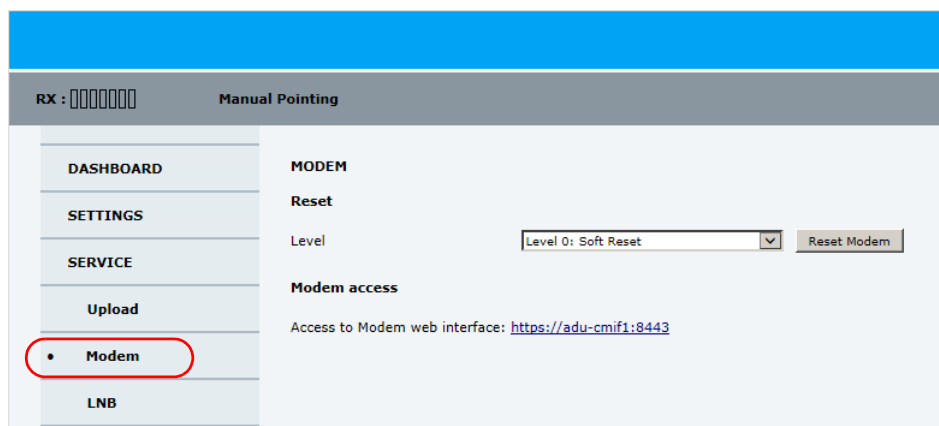 RX :
Manual Pointing
DASHBOARD
SETTINGS
SERVICE
Upload
• Modem
LNB
MODEM
Reset
Level
Level 0: Soft Reset
Reset Modem
Modem access
Access to Modem web interface: https://adu-cmif1:8443